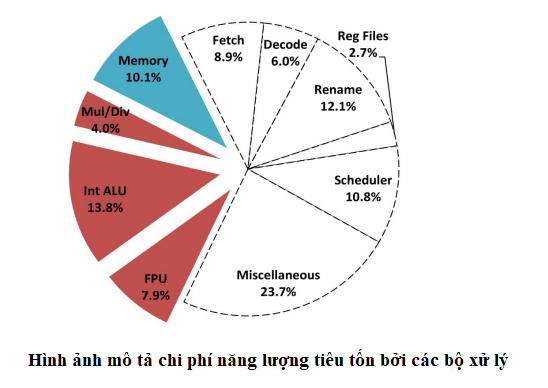 Fetch
8.9%
Decode
6.0%
Reg Files
2.7%
Rename
12.1%
Scheduler
10.8%
Miscellaneous
23.7%
FPU
7.9%
Int ALU
13.8%
Mul/Div
4.0%
Memory
10.1%
Hình ảnh mô tả chi phí năng lượng tiêu tốn bởi các bộ xử lý